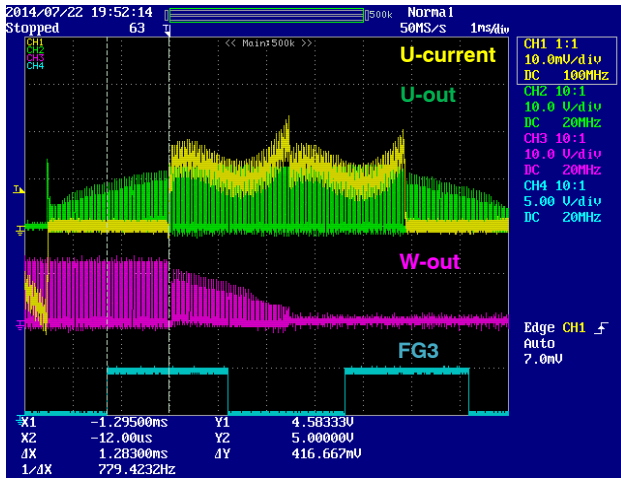 2014/07/22 19:52:14 500k Normal
Stopped 63 T 50MS/s 1ms/div
<< Main:500k >>
CH1
CH2
CH3
CH4
U-current
U-out
W-out
FG3
CH1 1:1
10.0mV/div
DC 100MHz
CH2 10:1
10.0 V/div
DC 20MHz
CH3 10:1
10.0 V/div
DC 20MHz
CH4 10:1
5.00 V/div
DC 20MHz
Edge CH1
Auto
7.0mV
X1 -1.29500ms Y1 4.58333V
X2 -12.00us Y2 5.00000V
ΔX 1.28300ms ΔY 416.667mV
1/ΔX 779.4232Hz